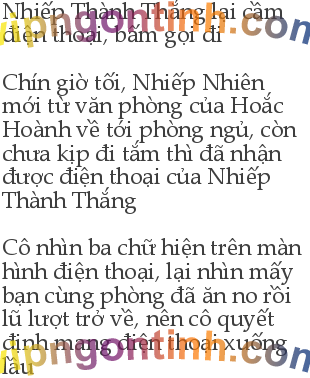 Nhiếp Thành Thắng lại cầm
điện thoại, bấm gọi đi
Chín giờ tối, Nhiếp Nhiên
mới từ văn phòng của Hoắc
Hoành về tới phòng ngủ, còn
chưa kịp đi tắm thì đã nhận
được điện thoại của Nhiếp
Thành Thắng
Cô nhìn ba chữ hiện trên màn
hình điện thoại, lại nhìn mấy
bạn cùng phòng đã ăn no rồi
lũ lượt trở về, nên cô quyết
định mang điện thoại xuống
lầu
vipngontinh.com
vipngontinh.com